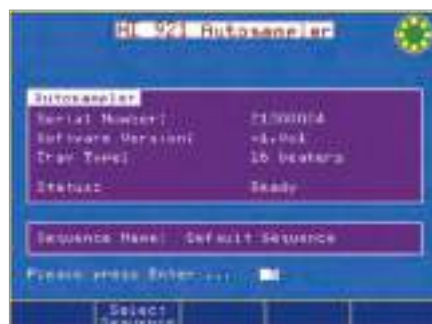 HI 921 Autosampler
Autosampler
Serial Number:
Software Version:
Tray Type: 16 beakers
Status: Ready
Sequence Name: Default Sequence
Please press Enter ...
Select
Sequence